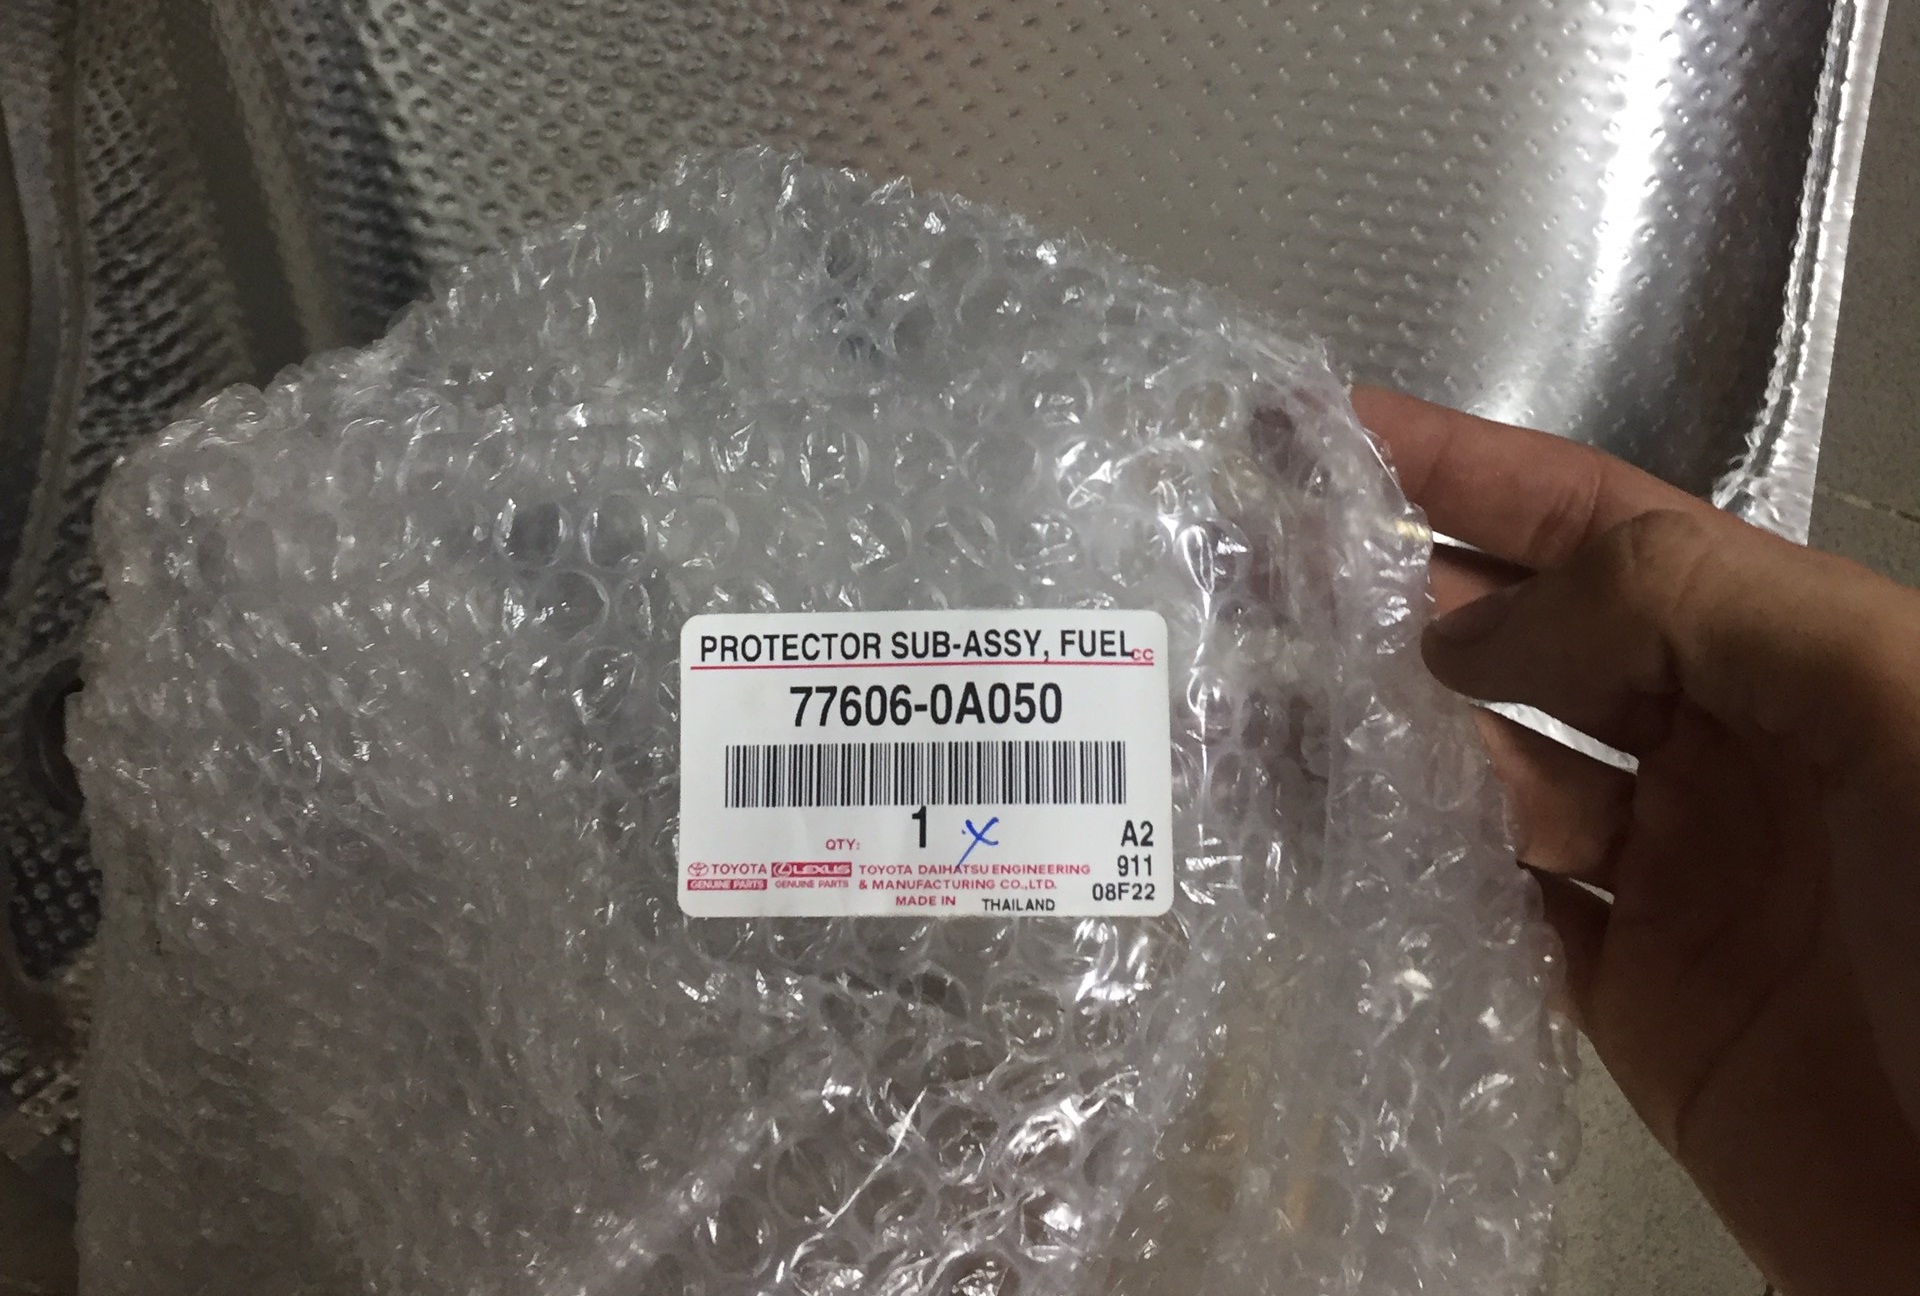 PROTECTOR SUB-ASSY, FUEL CC
77606-0A050
QTY: 1 X A2
911
TOYOTA LEXUS TOYOTA DAIHATSU ENGINEERING
GENUINE PARTS GENUINE PARTS & MANUFACTURING CO.,LTD.
08F22
MADE IN THAILAND